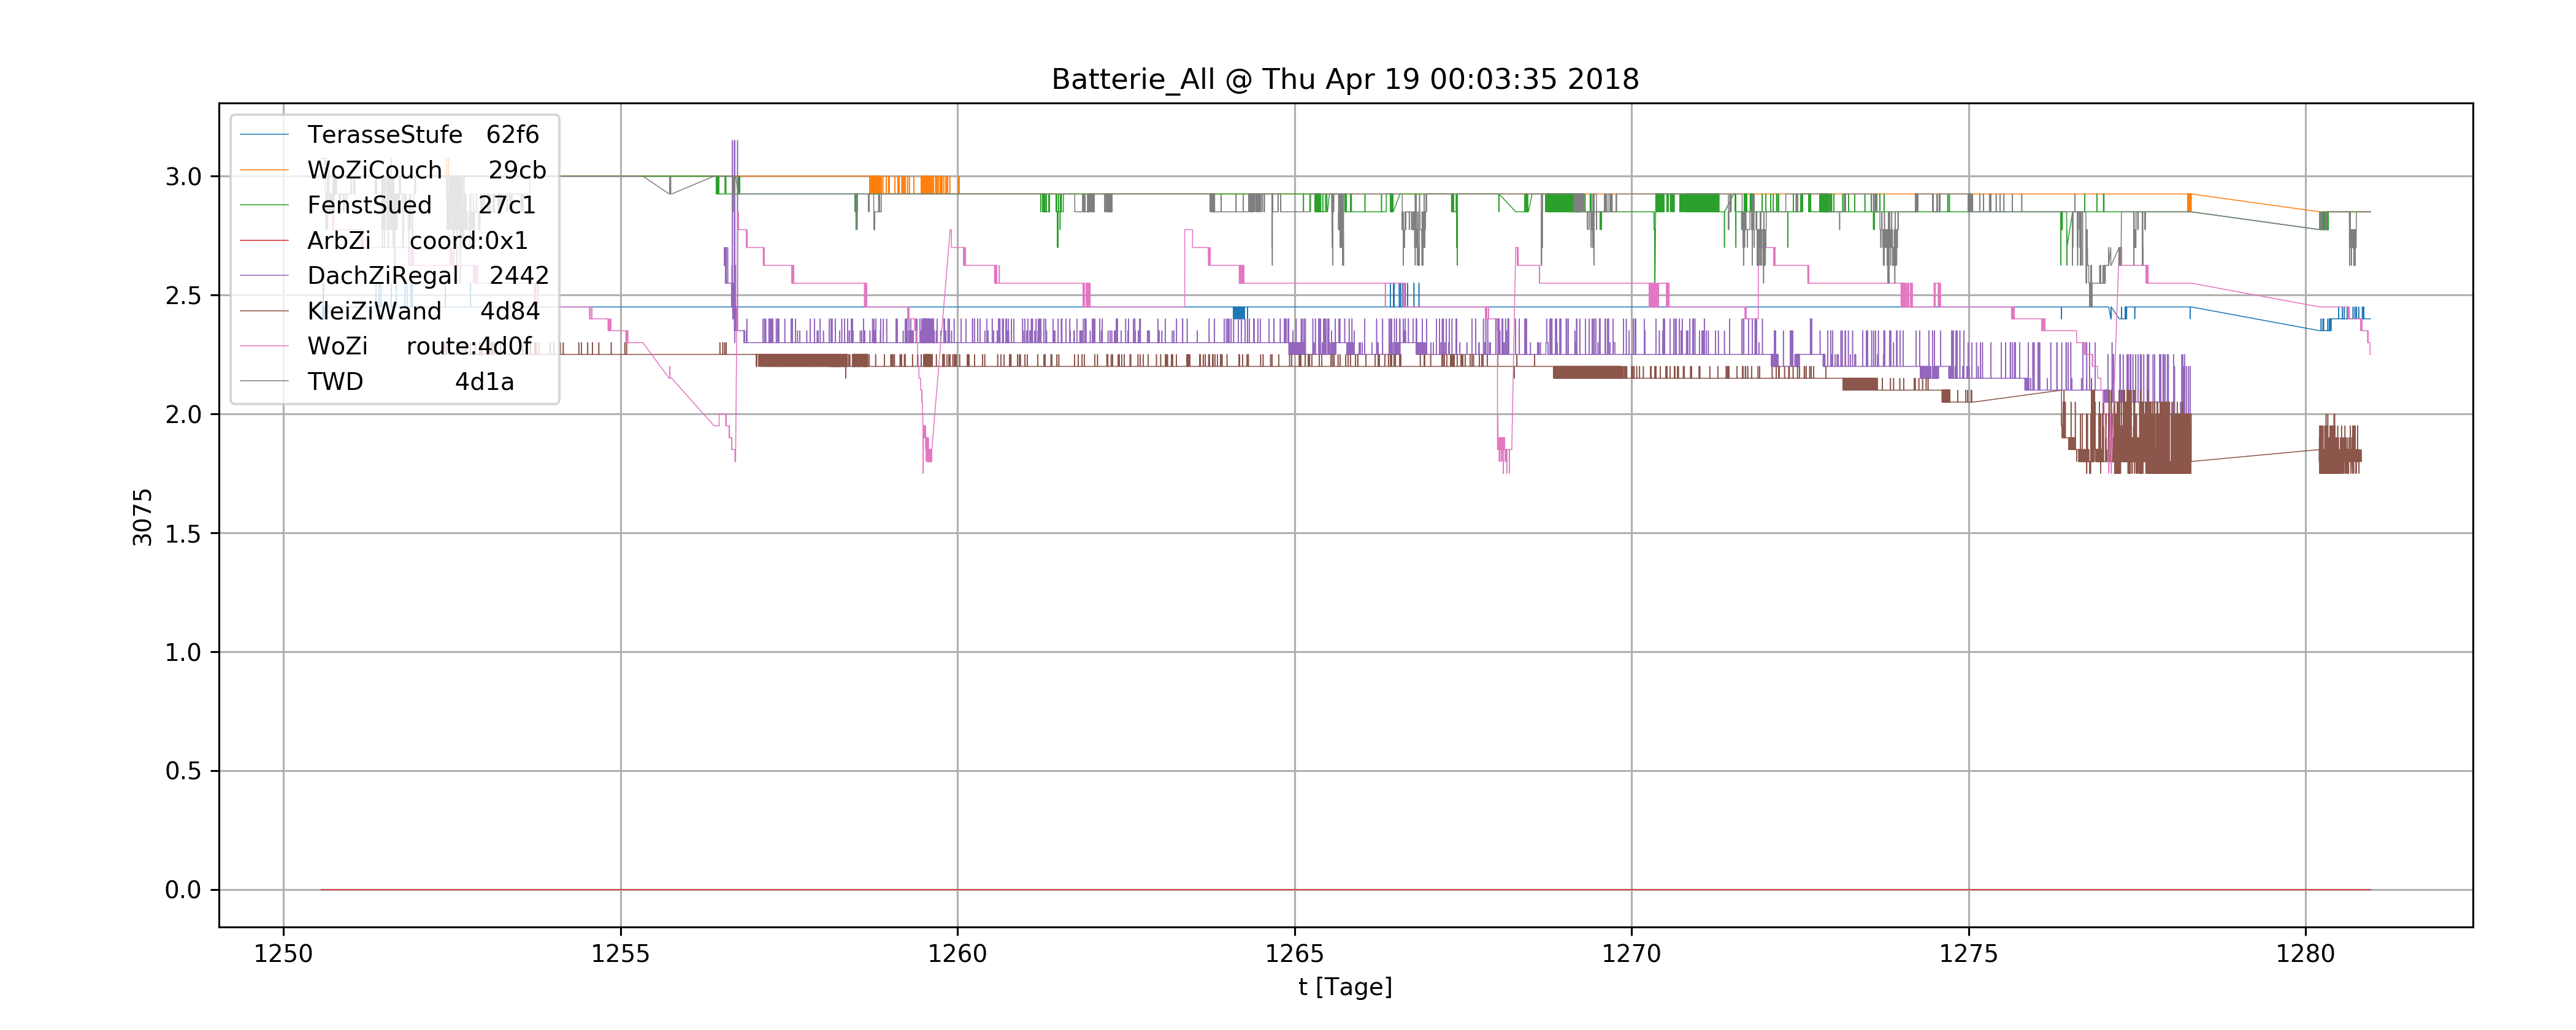 Batterie_All @ Thu Apr 19 00:03:35 2018
TerasseStufe 62f6
WoZiCouch 29cb
FenstSued 27c1
ArbZi coord:0x1
DachZiRegal 2442
KleiZiWand 4d84
WoZi route:4d0f
TWD 4d1a
3.0
2.5
2.0
1.5
1.0
0.5
0.0
3075
1250 1255 1260 1265 1270 1275 1280
t [Tage]